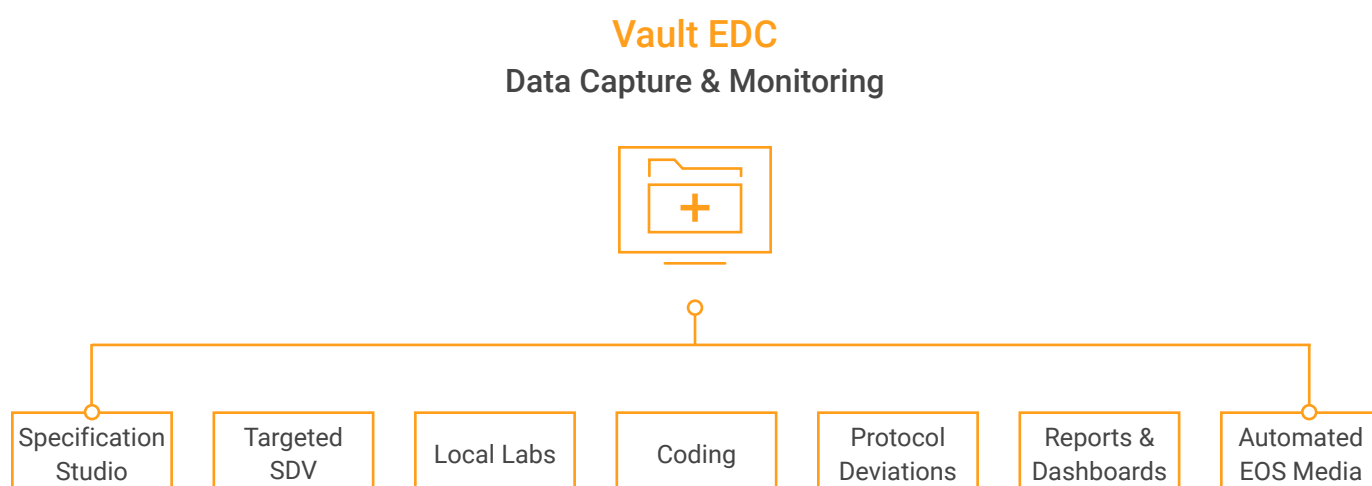 Vault EDC
Data Capture & Monitoring
Specification
Studio
Targeted
SDV
Local Labs
Coding
Protocol
Deviations
Reports &
Dashboards
Automated
EOS Media